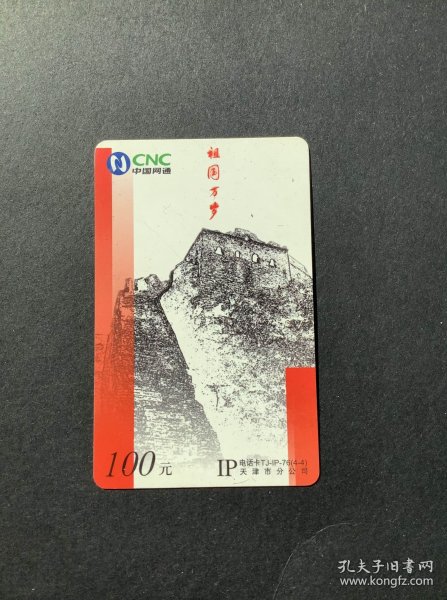 CNC
中国网通
祖国万岁
100元
IP 电话卡TJ-IP-76(4-4)
天津市分公司
孔夫子旧书网
www.kongfz.com